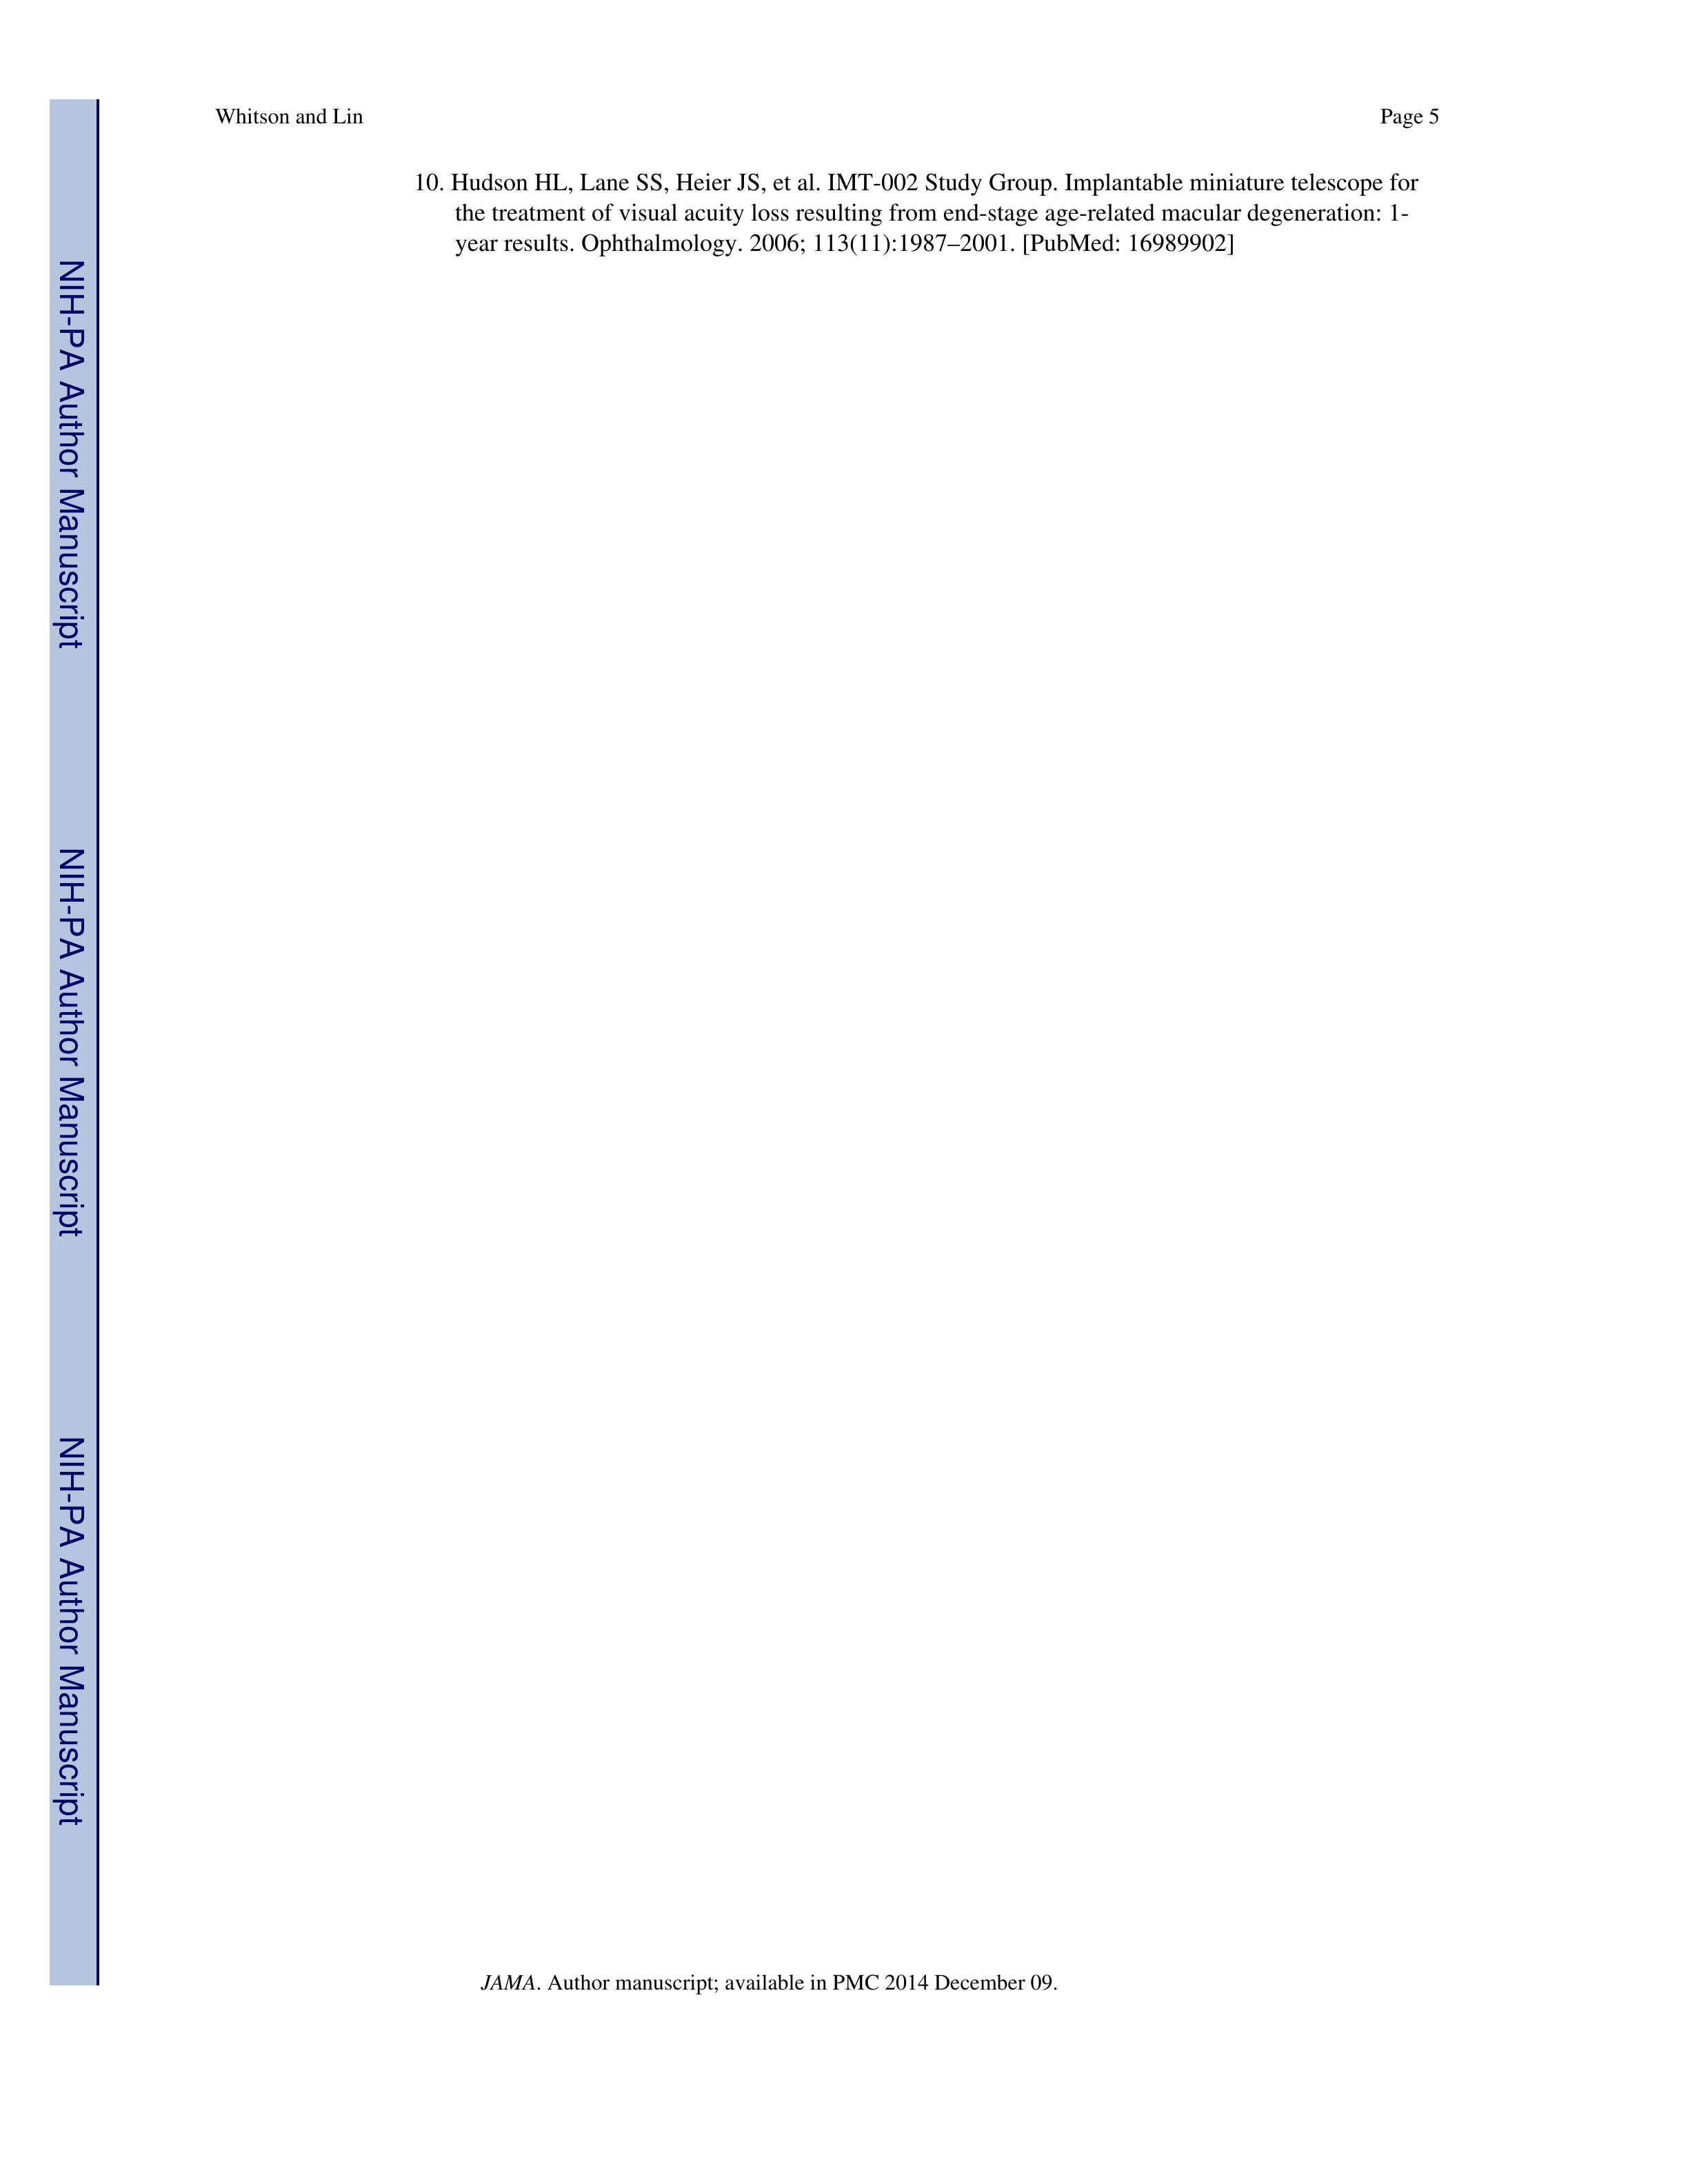 Whitson and Lin
Page 5
10. Hudson HL, Lane SS, Heier JS, et al. IMT-002 Study Group. Implantable miniature telescope for
the treatment of visual acuity loss resulting from end-stage age-related macular degeneration: 1-
year results. Ophthalmology. 2006; 113(11):1987–2001. [PubMed: 16989902]
NIH-PA Author Manuscript
NIH-PA Author Manuscript
NIH-PA Author Manuscript
JAMA. Author manuscript; available in PMC 2014 December 09.